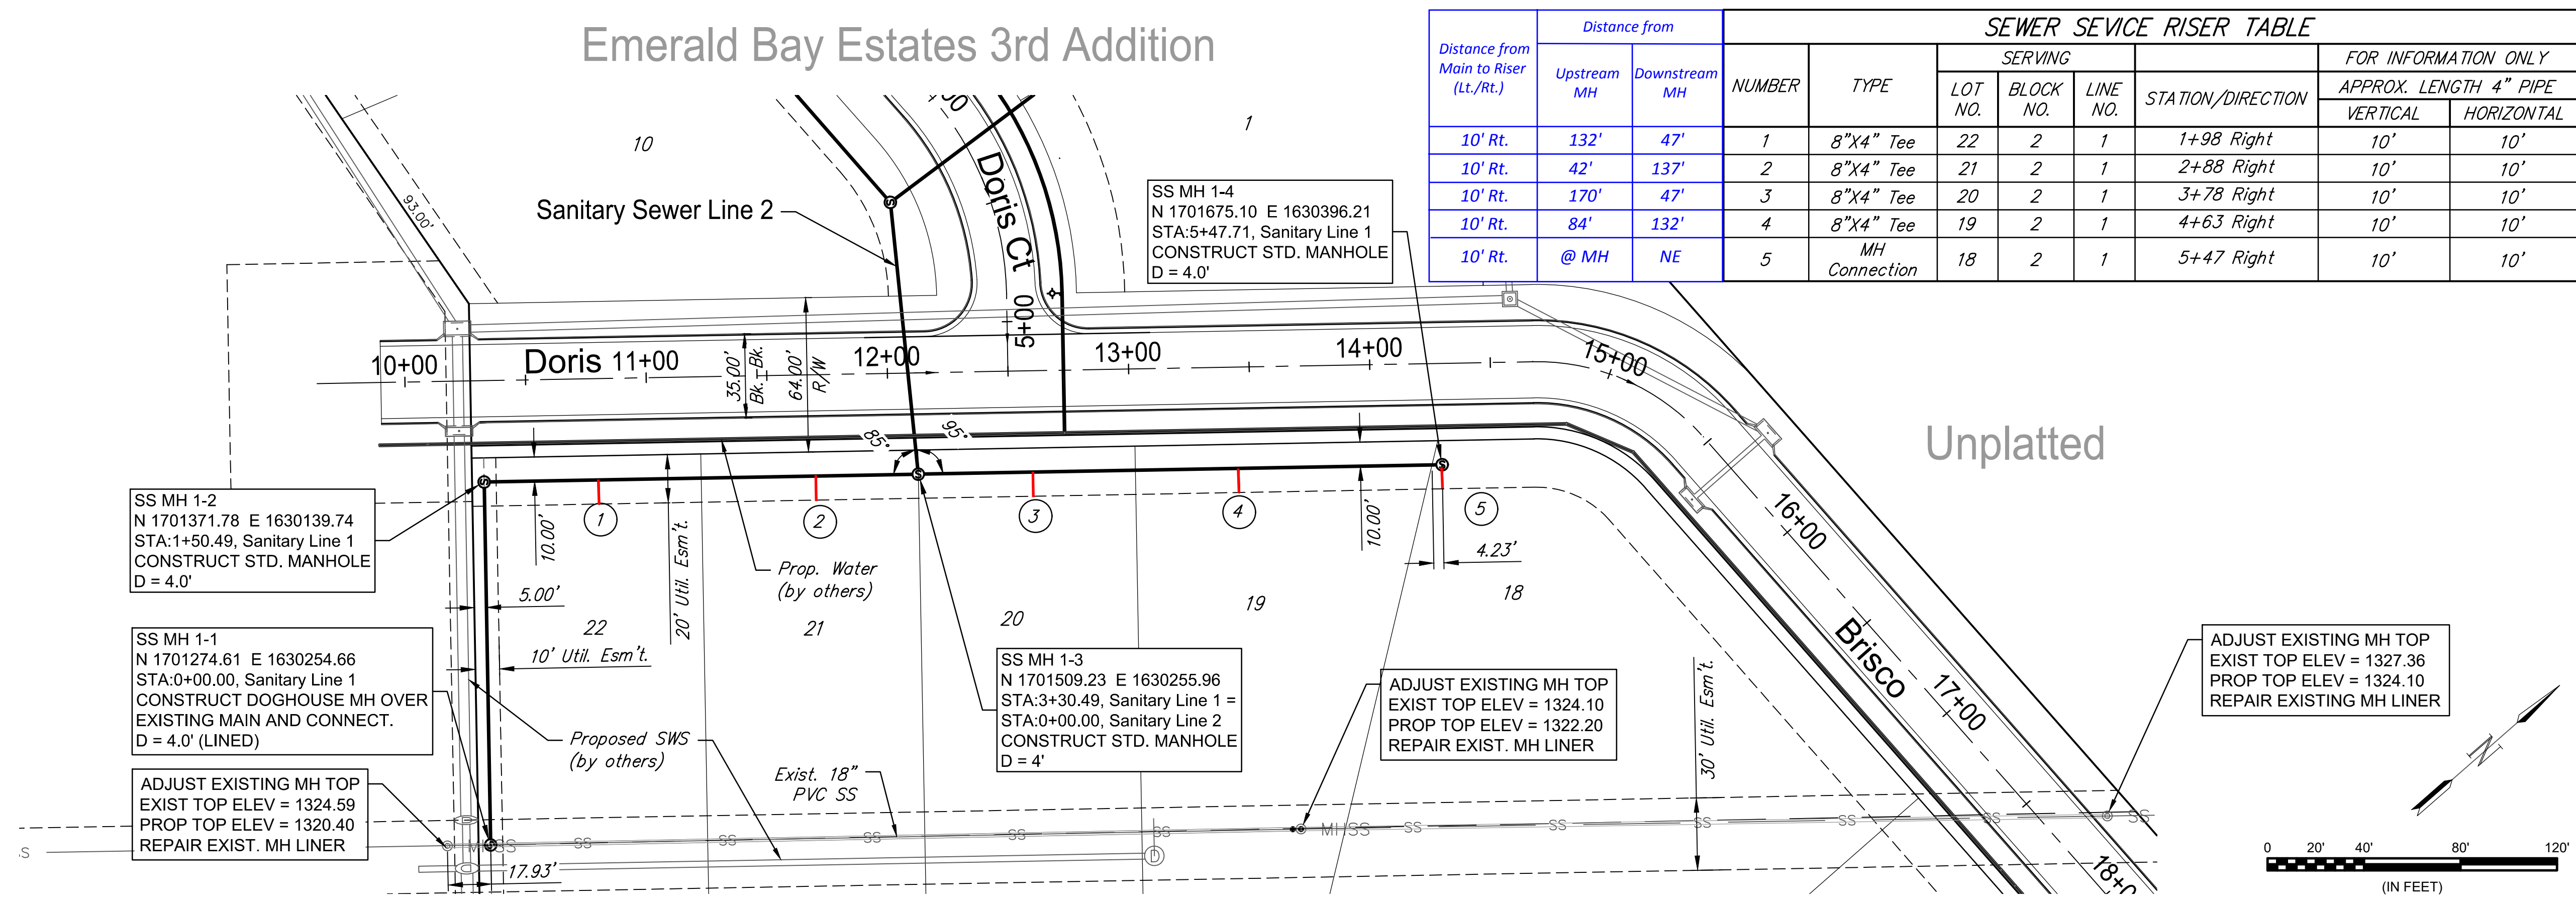 Emerald Bay Estates 3rd Addition
Distance from Main to Riser (Lt./Rt.)
Distance from
Upstream MH
Downstream MH
SEWER SEVICE RISER TABLE
NUMBER
TYPE
SERVING
LOT NO.
BLOCK NO.
LINE NO.
STATION/DIRECTION
FOR INFORMATION ONLY
APPROX. LENGTH 4" PIPE
VERTICAL
HORIZONTAL
10' Rt. 132' 47' 1 8"X4" Tee 22 2 1 1+98 Right 10' 10'
10' Rt. 42' 137' 2 8"X4" Tee 21 2 1 2+88 Right 10' 10'
10' Rt. 170' 47' 3 8"X4" Tee 20 2 1 3+78 Right 10' 10'
10' Rt. 84' 132' 4 8"X4" Tee 19 2 1 4+63 Right 10' 10'
10' Rt. @ MH NE 5 MH Connection 18 2 1 5+47 Right 10' 10'
10
1
93.00'
Sanitary Sewer Line 2
Doris Ct
5+00
SS MH 1-4
N 1701675.10 E 1630396.21
STA:5+47.71, Sanitary Line 1
CONSTRUCT STD. MANHOLE
D = 4.0'
10+00
Doris
11+00
12+00
13+00
14+00
15+00
16+00
17+00
35.00'
Bk.-Bk.
64.00'
R/W
85°
95°
Unplatted
SS MH 1-2
N 1701371.78 E 1630139.74
STA:1+50.49, Sanitary Line 1
CONSTRUCT STD. MANHOLE
D = 4.0'
1
2
3
4
5
10.00'
5.00'
20' Util. Esm't.
10' Util. Esm't.
Prop. Water
(by others)
10.00'
4.23'
22
21
20
19
18
SS MH 1-1
N 1701274.61 E 1630254.66
STA:0+00.00, Sanitary Line 1
CONSTRUCT DOGHOUSE MH OVER
EXISTING MAIN AND CONNECT.
D = 4.0' (LINED)
SS MH 1-3
N 1701509.23 E 1630255.96
STA:3+30.49, Sanitary Line 1 =
STA:0+00.00, Sanitary Line 2
CONSTRUCT STD. MANHOLE
D = 4'
Proposed SWS
(by others)
Exist. 18"
PVC SS
ADJUST EXISTING MH TOP
EXIST TOP ELEV = 1324.59
PROP TOP ELEV = 1320.40
REPAIR EXIST. MH LINER
ADJUST EXISTING MH TOP
EXIST TOP ELEV = 1324.10
PROP TOP ELEV = 1322.20
REPAIR EXIST. MH LINER
30' Util. Esm't.
Brisco
ADJUST EXISTING MH TOP
EXIST TOP ELEV = 1327.36
PROP TOP ELEV = 1324.10
REPAIR EXISTING MH LINER
SS SS SS SS SS MHSS SS SS SS SS SS SS
D
17.93'
N
0 20' 40' 80' 120'
(IN FEET)